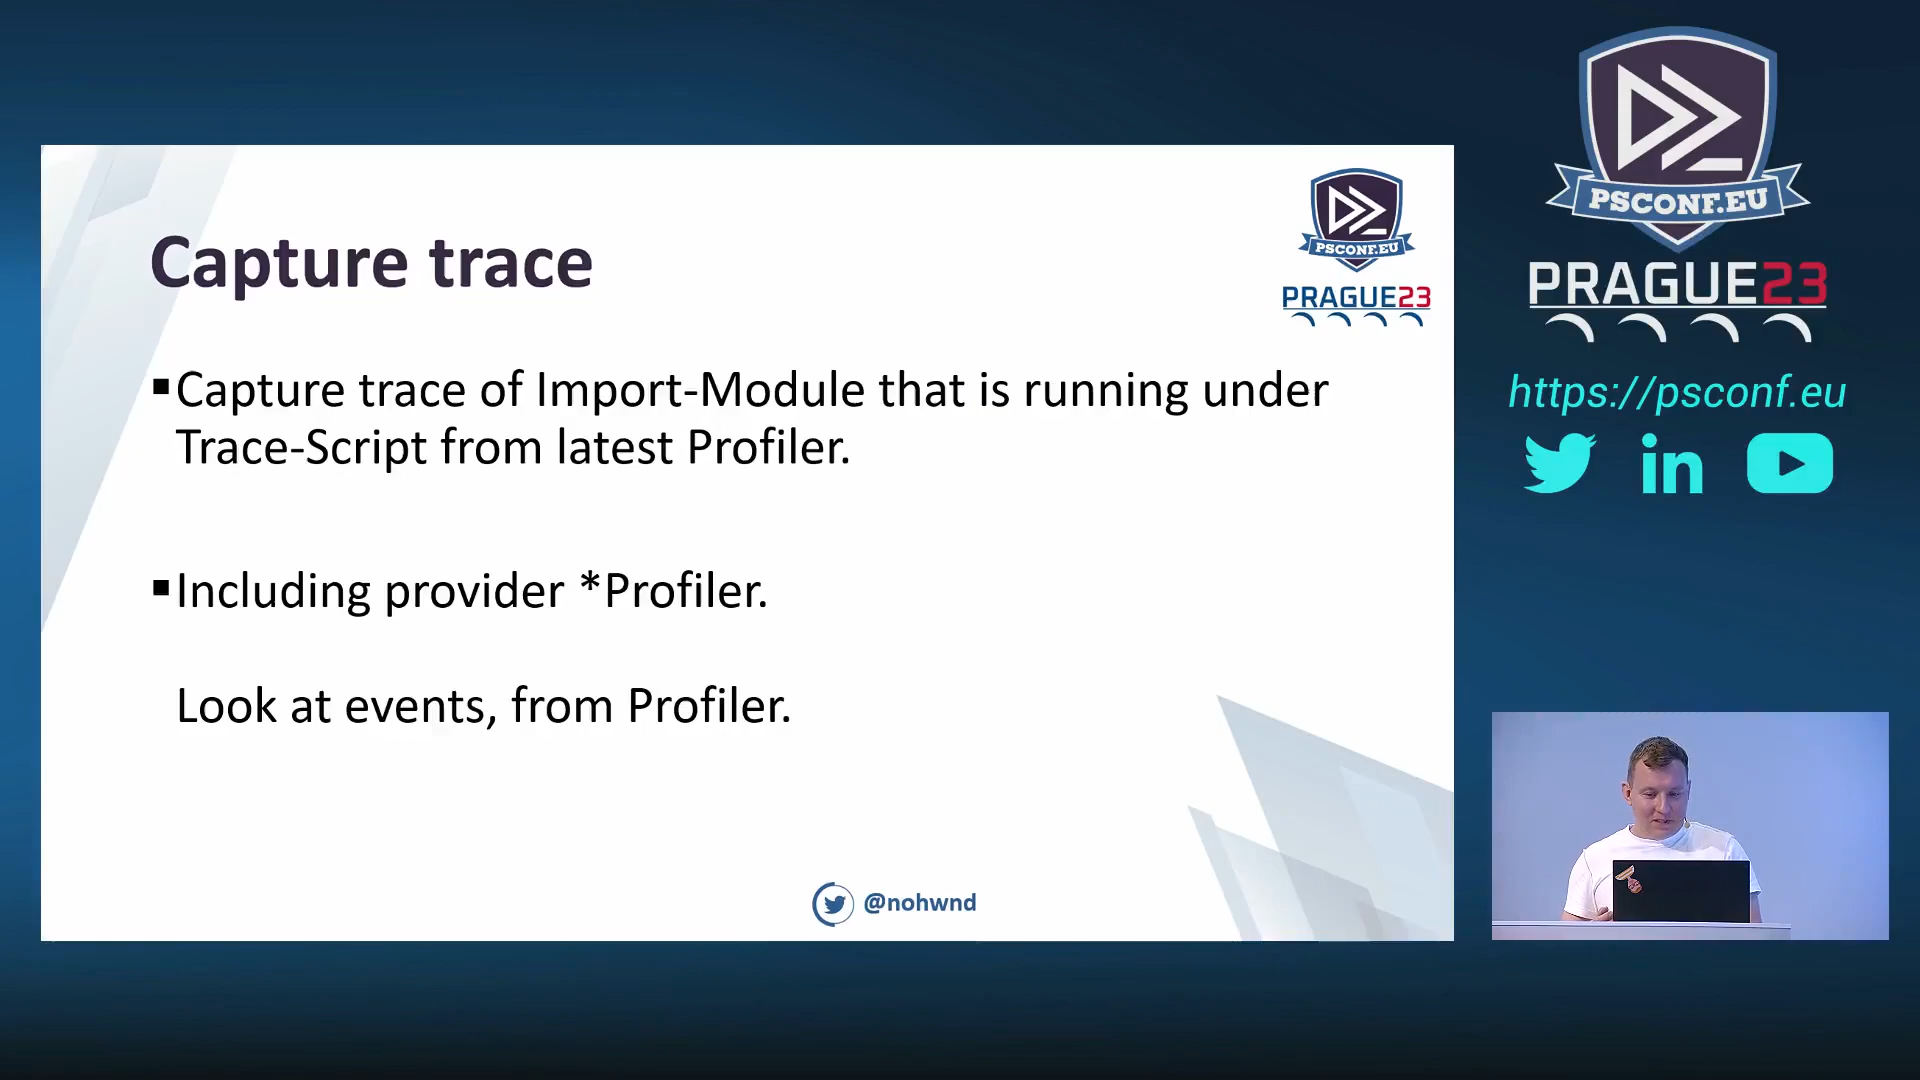 Capture trace
▪Capture trace of Import-Module that is running under
Trace-Script from latest Profiler.
▪Including provider *Profiler.
Look at events, from Profiler.
@nohwnd
PSCONF.EU
PRAGUE23
PSCONF.EU
PRAGUE23
https://psconf.eu
in